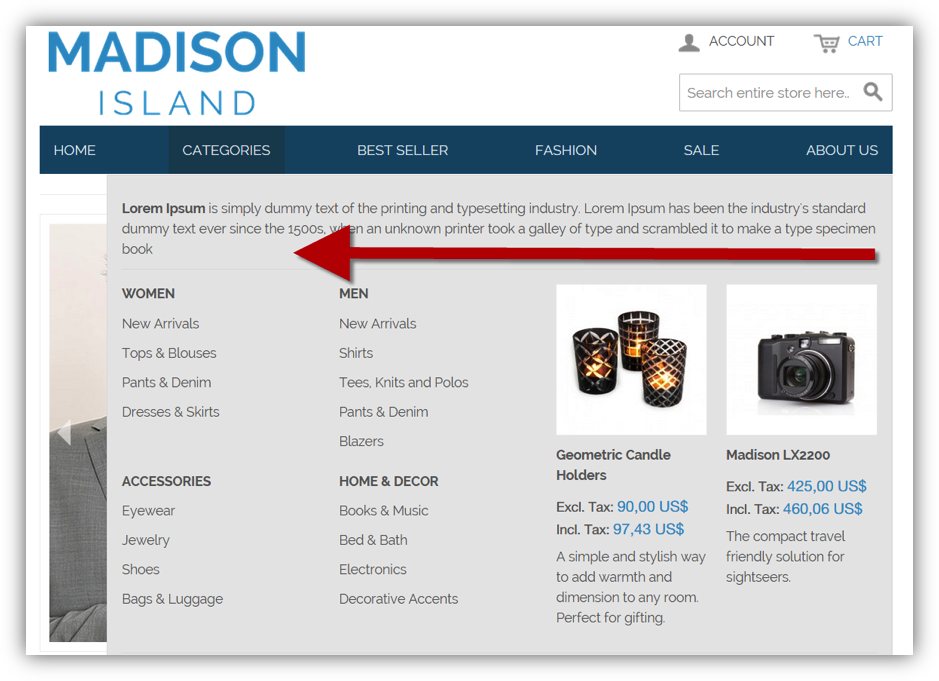 MADISON
ISLAND
ACCOUNT
CART
Search entire store here..
HOME
CATEGORIES
BEST SELLER
FASHION
SALE
ABOUT US
Lorem Ipsum is simply dummy text of the printing and typesetting industry. Lorem Ipsum has been the industry's standard
dummy text ever since the 1500s, when an unknown printer took a galley of type and scrambled it to make a type specimen
book
WOMEN
New Arrivals
Tops & Blouses
Pants & Denim
Dresses & Skirts
MEN
New Arrivals
Shirts
Tees, Knits and Polos
Pants & Denim
Blazers
ACCESSORIES
Eyewear
Jewelry
Shoes
Bags & Luggage
HOME & DECOR
Books & Music
Bed & Bath
Electronics
Decorative Accents
Geometric Candle
Holders
Excl. Tax: 90,00 US$
Incl. Tax: 97,43 US$
A simple and stylish way
to add warmth and
dimension to any room.
Perfect for gifting.
Madison LX2200
Excl. Tax: 425,00 US$
Incl. Tax: 460,06 US$
The compact travel
friendly solution for
sightseers.